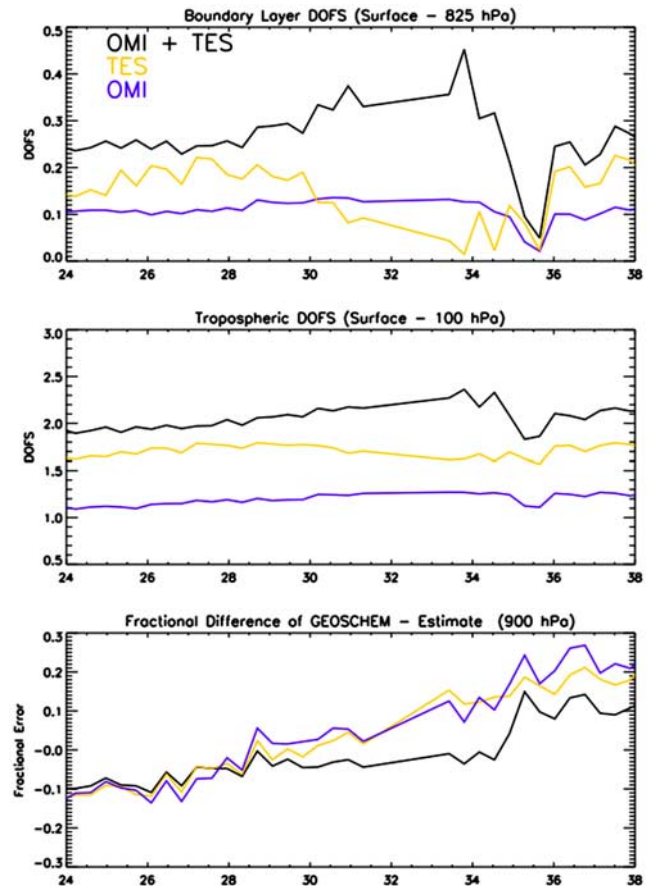 Boundary Layer DOFS (Surface - 825 hPa)
OMI + TES
TES
OMI
DOFS
0.5
0.4
0.3
0.2
0.1
0.0
24 26 28 30 32 34 36 38
Tropospheric DOFS (Surface - 100 hPa)
DOFS
3.0
2.5
2.0
1.5
1.0
0.5
24 26 28 30 32 34 36 38
Fractional Difference of GEOSCHEM - Estimate (900 hPa)
Fractional Error
0.3
0.2
0.1
-0.0
-0.1
-0.2
-0.3
24 26 28 30 32 34 36 38